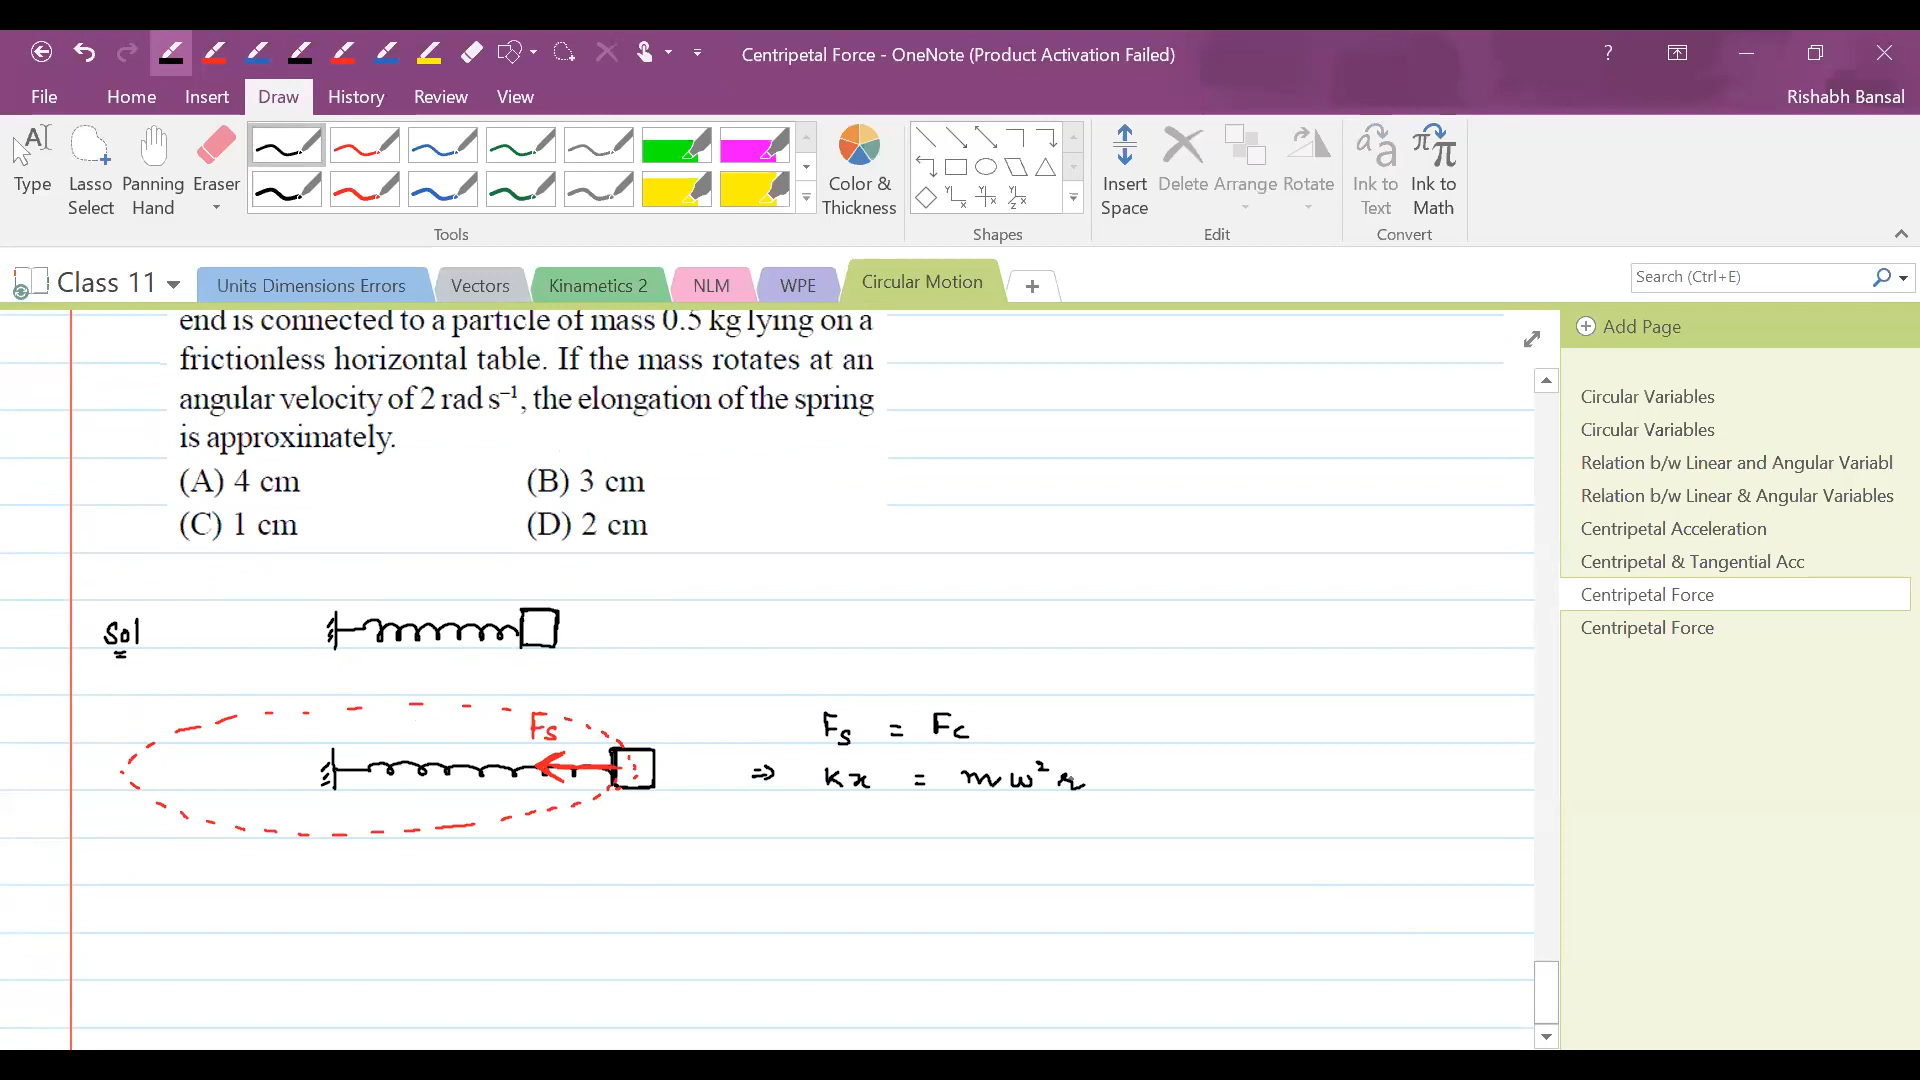 Centripetal Force - OneNote (Product Activation Failed)
?
File Home Insert Draw History Review View
Rishabh Bansal
Type
Lasso Select
Panning Hand
Eraser
Color & Thickness
Insert Space
Delete Arrange Rotate
Ink to Text
Ink to Math
Tools Shapes Edit Convert
Class 11
Units Dimensions Errors
Vectors
Kinametics 2
NLM
WPE
Circular Motion
+
Search (Ctrl+E)
end is connected to a particle of mass 0.5 kg lying on a
frictionless horizontal table. If the mass rotates at an
angular velocity of 2 rad s⁻¹, the elongation of the spring
is approximately.
(A) 4 cm (B) 3 cm
(C) 1 cm (D) 2 cm
Sol
Fs
Fs = Fc
⇒ Kx = mω²r
Add Page
Circular Variables
Circular Variables
Relation b/w Linear and Angular Variabl
Relation b/w Linear & Angular Variables
Centripetal Acceleration
Centripetal & Tangential Acc
Centripetal Force
Centripetal Force